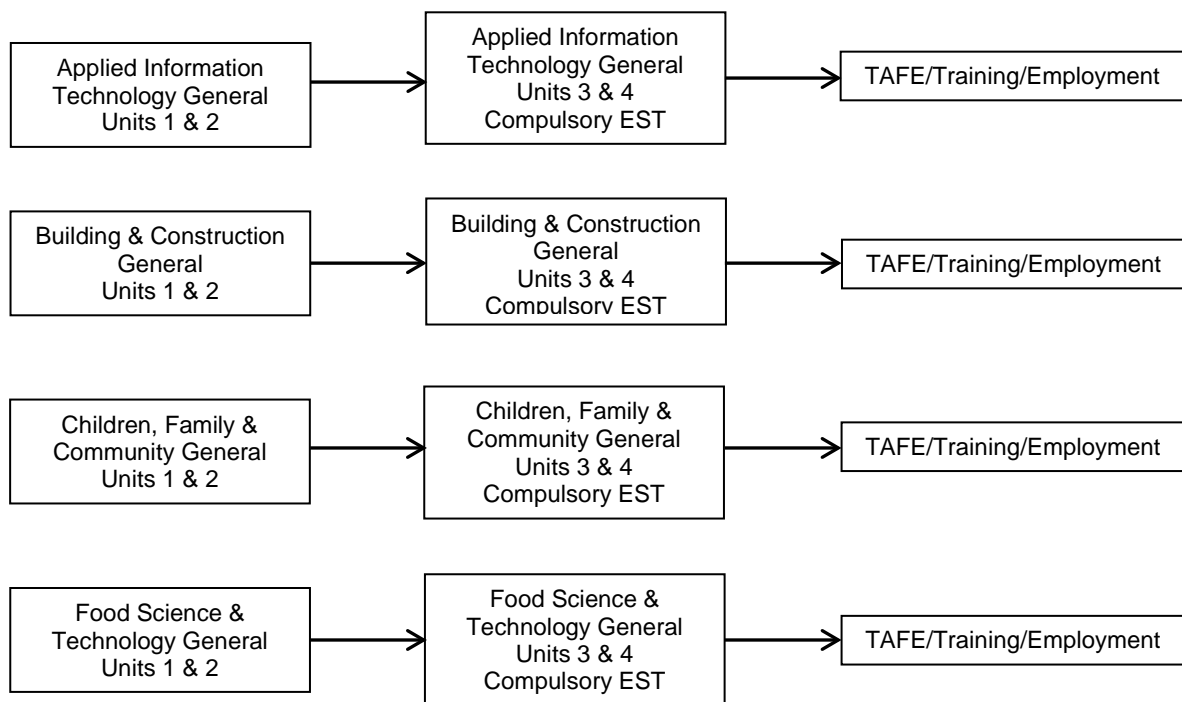 Applied Information
Technology General
Units 1 & 2
Applied Information
Technology General
Units 3 & 4
Compulsory EST
TAFE/Training/Employment
Building & Construction
General
Units 1 & 2
Building & Construction
General
Units 3 & 4
Compulsory EST
TAFE/Training/Employment
Children, Family &
Community General
Units 1 & 2
Children, Family &
Community General
Units 3 & 4
Compulsory EST
TAFE/Training/Employment
Food Science &
Technology General
Units 1 & 2
Food Science &
Technology General
Units 3 & 4
Compulsory EST
TAFE/Training/Employment